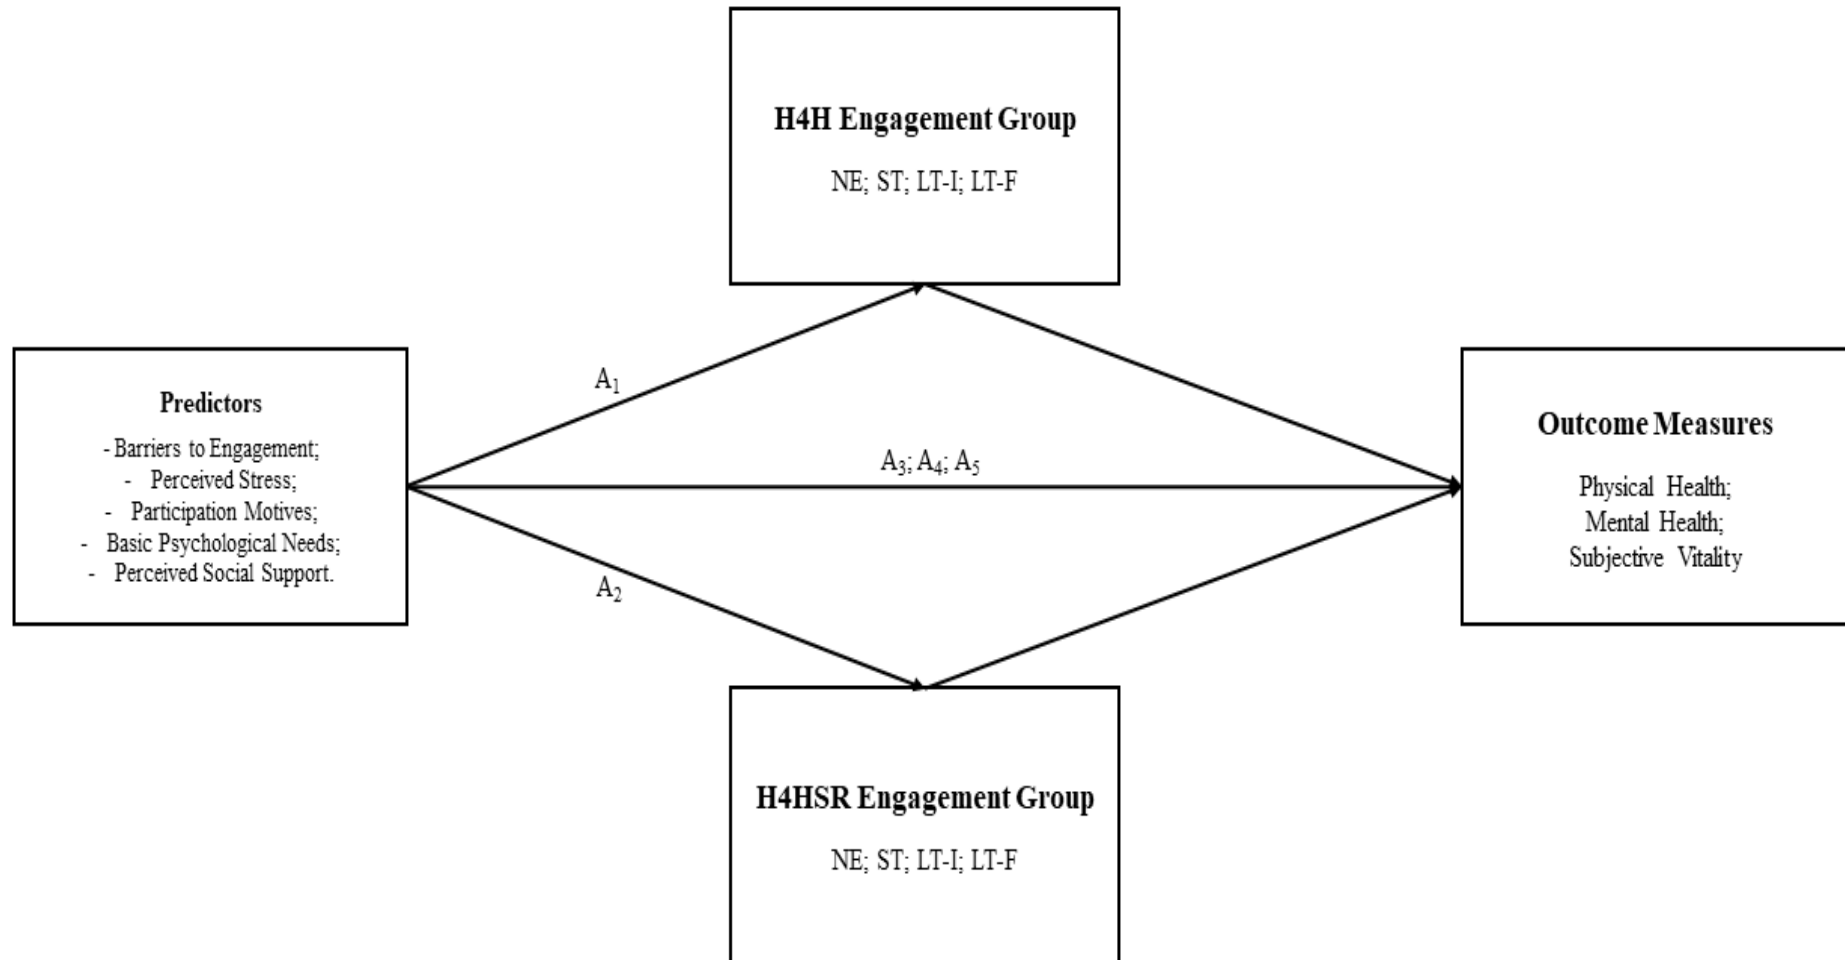 H4H Engagement Group
NE; ST; LT-I; LT-F
A₁
Predictors
- Barriers to Engagement;
- Perceived Stress;
- Participation Motives;
- Basic Psychological Needs;
- Perceived Social Support.
A₃; A₄; A₅
Outcome Measures
Physical Health;
Mental Health;
Subjective Vitality
A₂
H4HSR Engagement Group
NE; ST; LT-I; LT-F